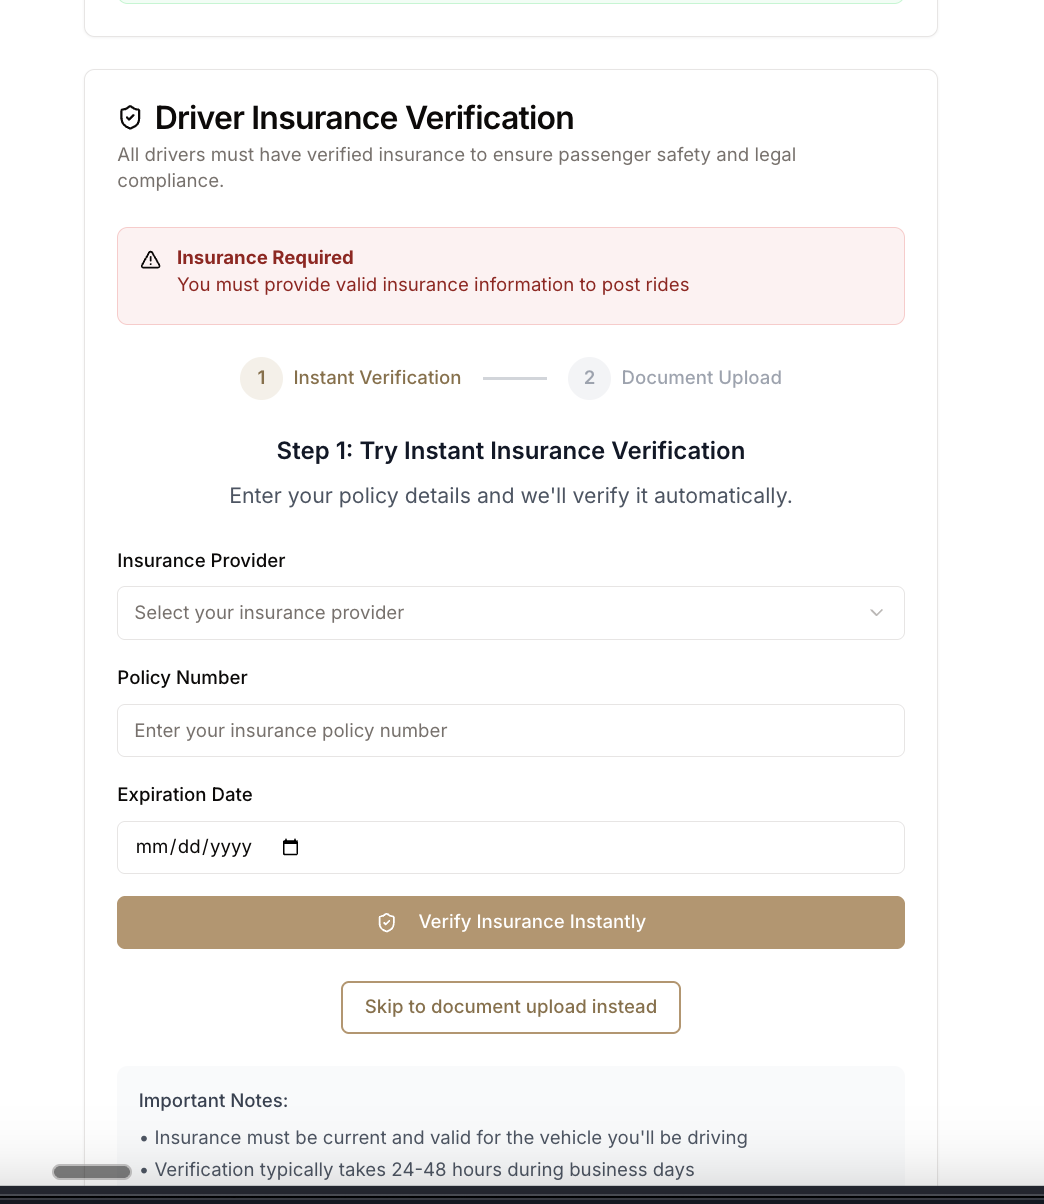 Driver Insurance Verification
All drivers must have verified insurance to ensure passenger safety and legal
compliance.
Insurance Required
You must provide valid insurance information to post rides
1 Instant Verification 2 Document Upload
Step 1: Try Instant Insurance Verification
Enter your policy details and we'll verify it automatically.
Insurance Provider
Select your insurance provider
Policy Number
Enter your insurance policy number
Expiration Date
mm/dd/yyyy
Verify Insurance Instantly
Skip to document upload instead
Important Notes:
• Insurance must be current and valid for the vehicle you'll be driving
• Verification typically takes 24-48 hours during business days